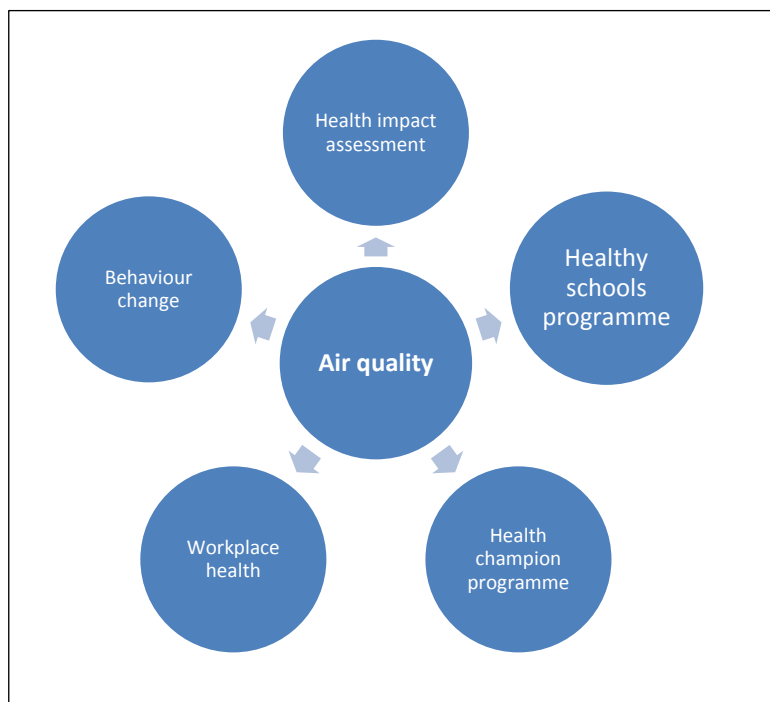 Health impact
assessment
Healthy
schools
programme
Behaviour
change
Air quality
Workplace
health
Health
champion
programme